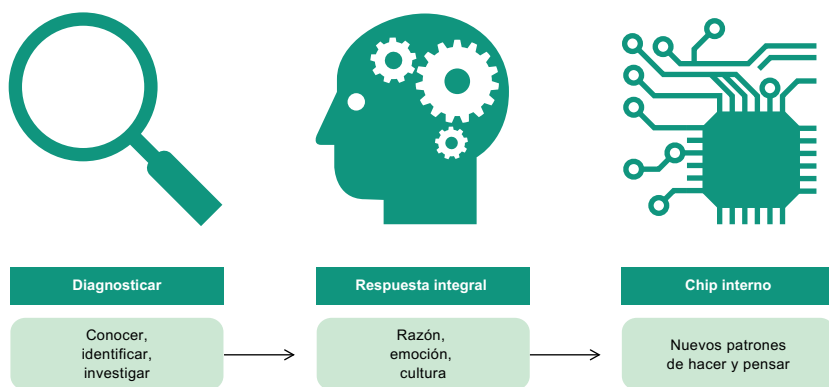 Diagnosticar
Conocer,
identificar,
investigar
Respuesta integral
Razón,
emoción,
cultura
Chip interno
Nuevos patrones
de hacer y pensar